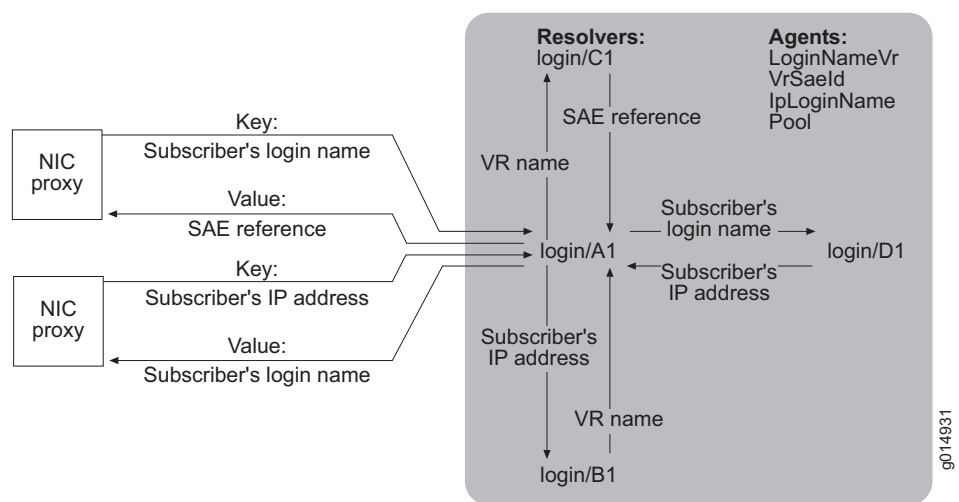 Resolvers:
login/C1
Agents:
LoginNameVr
VrSaeId
IpLoginName
Pool
SAE reference
VR name
NIC
proxy
Key:
Subscriber's login name
Value:
SAE reference
Key:
Subscriber's IP address
NIC
proxy
Value:
Subscriber's login name
login/A1
Subscriber's
login name
login/D1
Subscriber's
IP address
Subscriber's
IP address
VR name
login/B1
g014931